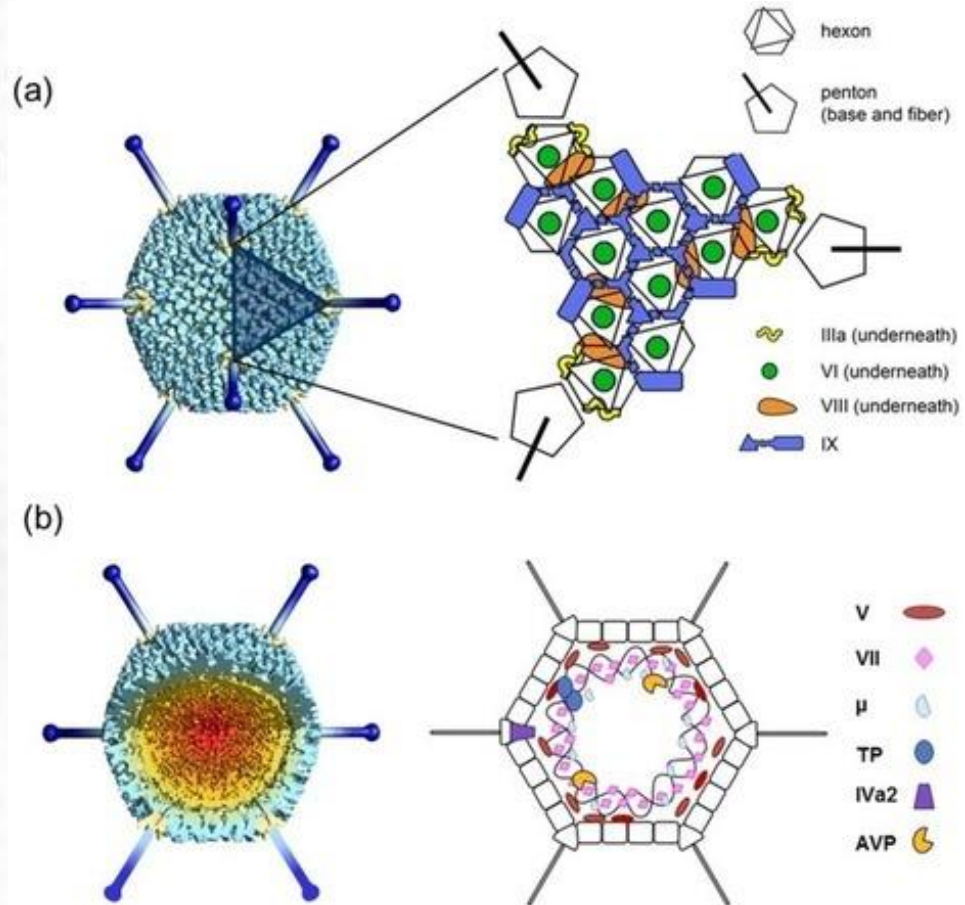 (a)
hexon
penton
(base and fiber)
IIIa (underneath)
VI (underneath)
VIII (underneath)
IX
(b)
V
VII
µ
TP
IVa2
AVP